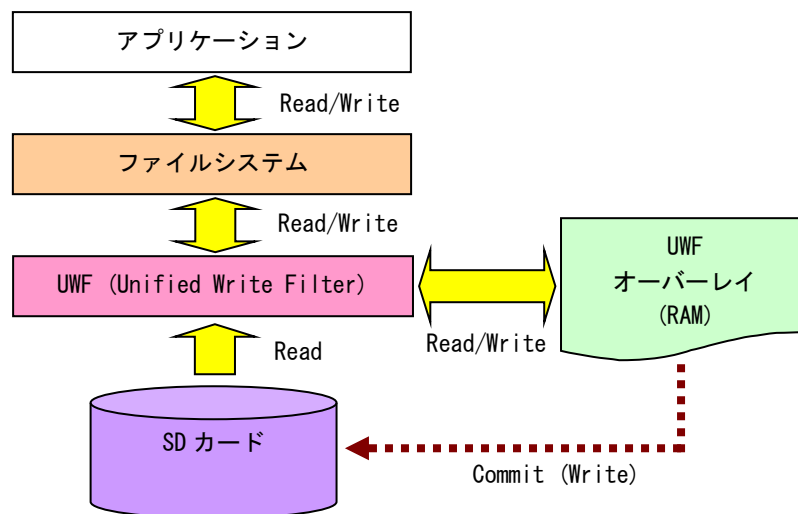 アプリケーション
Read/Write
ファイルシステム
Read/Write
UWF (Unified Write Filter)
UWF
オーバーレイ
(RAM)
Read/Write
Read
SD カード
Commit (Write)